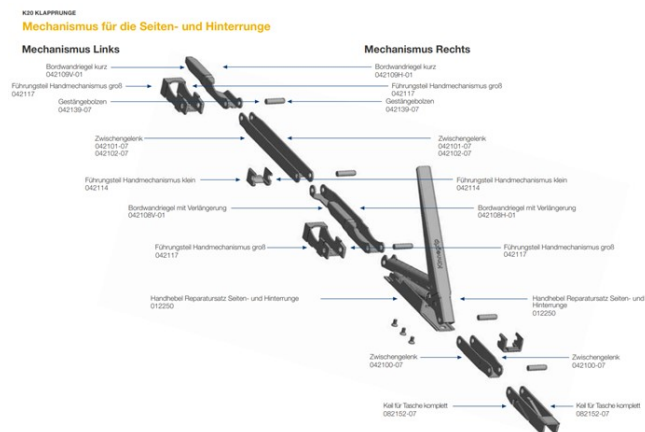 K20 KLAPPRUNGE
Mechanismus für die Seiten- und Hinterrunge
Mechanismus Links
Mechanismus Rechts
Bordwandriegel kurz
042109V-01
Bordwandriegel kurz
042109H-01
Führungsteil Handmechanismus groß
042117
Führungsteil Handmechanismus groß
042117
Gestängebolzen
042139-07
Gestängebolzen
042139-07
Zwischengelenk
042101-07
042102-07
Zwischengelenk
042101-07
042102-07
Führungsteil Handmechanismus klein
042114
Führungsteil Handmechanismus klein
042114
Bordwandriegel mit Verlängerung
042108V-01
Bordwandriegel mit Verlängerung
042108H-01
Führungsteil Handmechanismus groß
042117
Führungsteil Handmechanismus groß
042117
Handhebel Reparatursatz Seiten- und Hinterrunge
012250
Handhebel Reparatursatz Seiten- und
Hinterrunge
012250
Zwischengelenk
042100-07
Zwischengelenk
042100-07
Keil für Tasche komplett
082152-07
Keil für Tasche komplett
082152-07